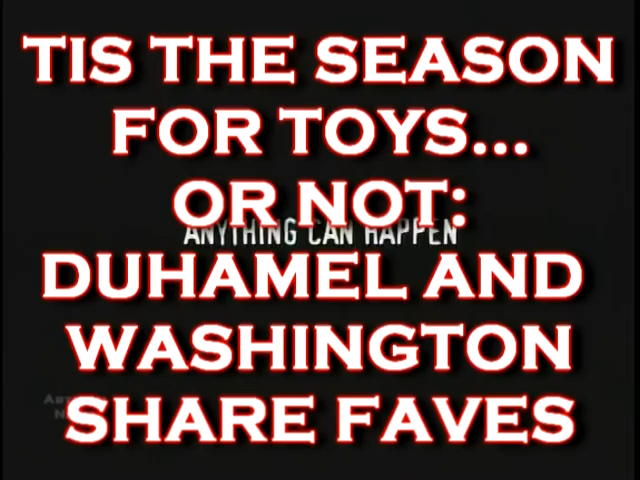 TIS THE SEASON
FOR TOYS...
OR NOT:
ANYTHING CAN HAPPEN
DUHAMEL AND
WASHINGTON
SHARE FAVES